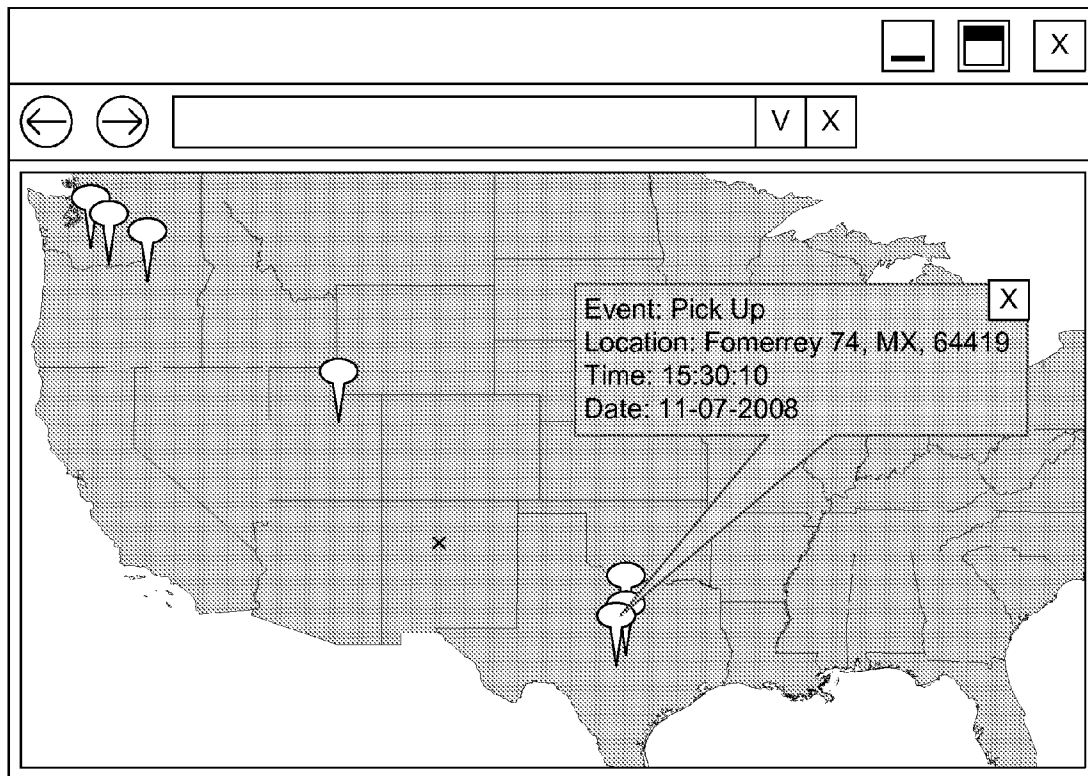 X
V X
X
Event: Pick Up
Location: Fomerrey 74, MX, 64419
Time: 15:30:10
Date: 11-07-2008
x